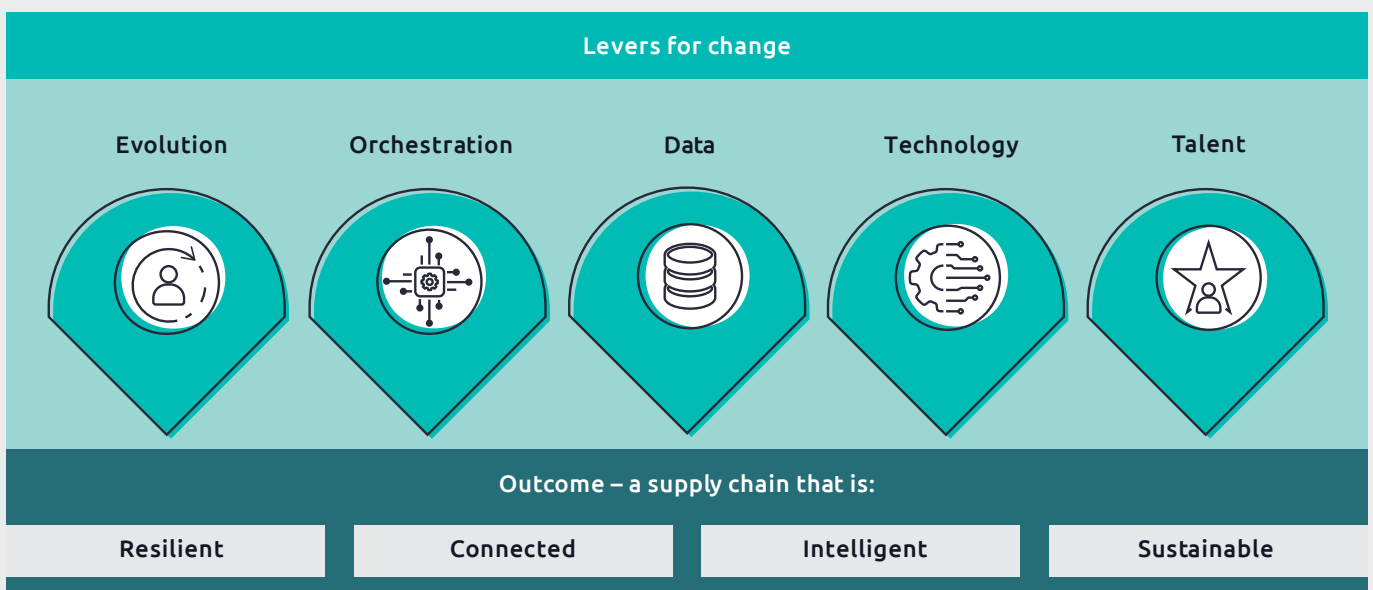 Levers for change
Evolution
Orchestration
Data
Technology
Talent
Outcome – a supply chain that is:
Resilient
Connected
Intelligent
Sustainable